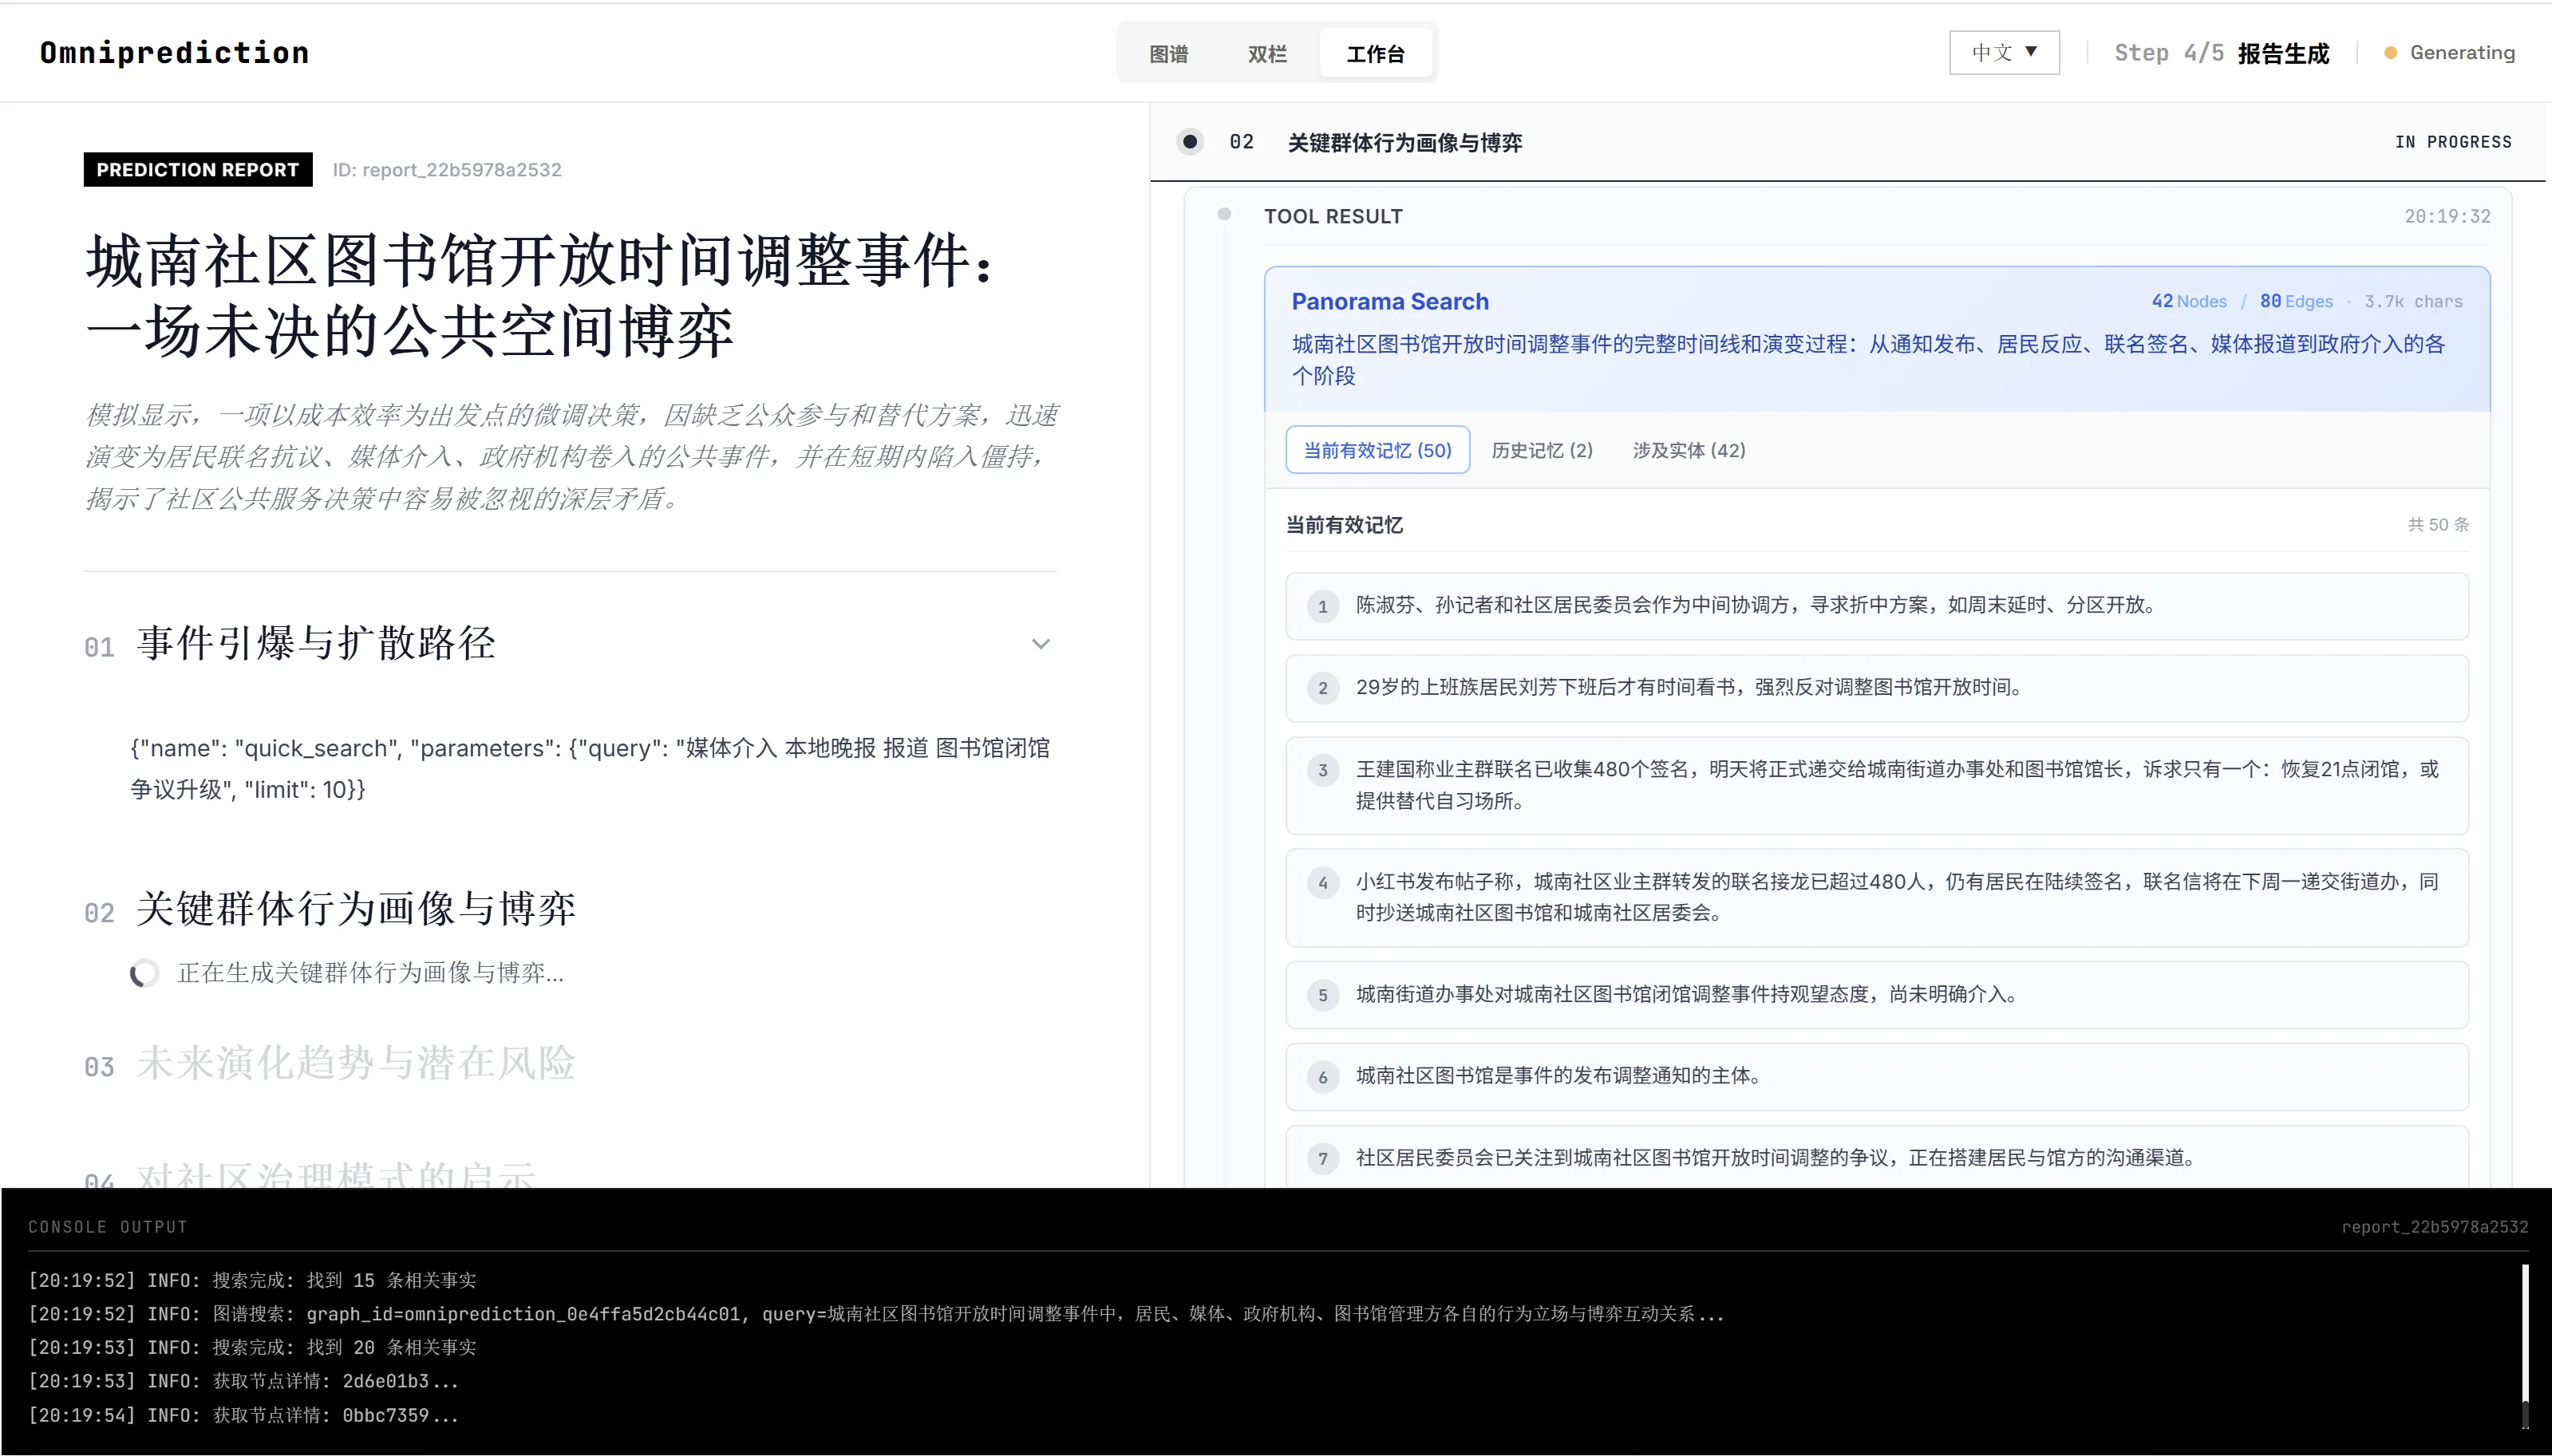 Omniprediction
图谱
双栏
工作台
中文 ▼
Step 4/5 报告生成
Generating
PREDICTION REPORT
ID: report_22b5978a2532
城南社区图书馆开放时间调整事件：
一场未决的公共空间博弈
模拟显示，一项以成本效率为出发点的微调决策，因缺乏公众参与和替代方案，迅速
演变为居民联名抗议、媒体介入、政府机构卷入的公共事件，并在短期内陷入僵持，
揭示了社区公共服务决策中容易被忽视的深层矛盾。
01 事件引爆与扩散路径
{"name": "quick_search", "parameters": {"query": "媒体介入 本地晚报 报道 图书馆闭馆
争议升级", "limit": 10}}
02 关键群体行为画像与博弈
正在生成关键群体行为画像与博弈...
03 未来演化趋势与潜在风险
04 对社区治理模式的启示
02 关键群体行为画像与博弈
IN PROGRESS
TOOL RESULT
20:19:32
Panorama Search
42 Nodes / 80 Edges · 3.7k chars
城南社区图书馆开放时间调整事件的完整时间线和演变过程：从通知发布、居民反应、联名签名、媒体报道到政府介入的各
个阶段
当前有效记忆 (50)
历史记忆 (2)
涉及实体 (42)
当前有效记忆
共 50 条
1 陈淑芬、孙记者和社区居民委员会作为中间协调方，寻求折中方案，如周末延时、分区开放。
2 29岁的上班族居民刘芳下班后才有时间看书，强烈反对调整图书馆开放时间。
3 王建国称业主群联名已收集480个签名，明天将正式递交给城南街道办事处和图书馆馆长，诉求只有一个：恢复21点闭馆，或
提供替代自习场所。
4 小红书发布帖子称，城南社区业主群转发的联名接龙已超过480人，仍有居民在陆续签名，联名信将在下周一递交街道办，同
时抄送城南社区图书馆和城南社区居委会。
5 城南街道办事处对城南社区图书馆闭馆调整事件持观望态度，尚未明确介入。
6 城南社区图书馆是事件的发布调整通知的主体。
7 社区居民委员会已关注到城南社区图书馆开放时间调整的争议，正在搭建居民与馆方的沟通渠道。
CONSOLE OUTPUT
report_22b5978a2532
[20:19:52] INFO: 搜索完成: 找到 15 条相关事实
[20:19:52] INFO: 图谱搜索: graph_id=omniprediction_0e4ffa5d2cb44c01, query=城南社区图书馆开放时间调整事件中，居民、媒体、政府机构、图书馆管理方各自的行为立场与博弈互动关系...
[20:19:53] INFO: 搜索完成: 找到 20 条相关事实
[20:19:53] INFO: 获取节点详情: 2d6e01b3...
[20:19:54] INFO: 获取节点详情: 0bbc7359...